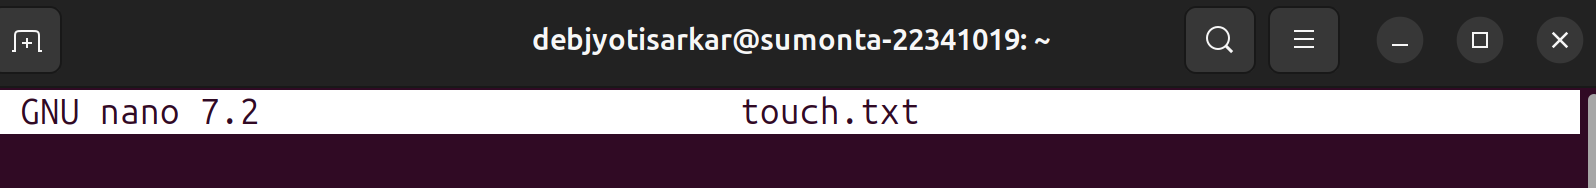 debjyotisarkar@sumonta-22341019: ~
GNU nano 7.2 touch.txt